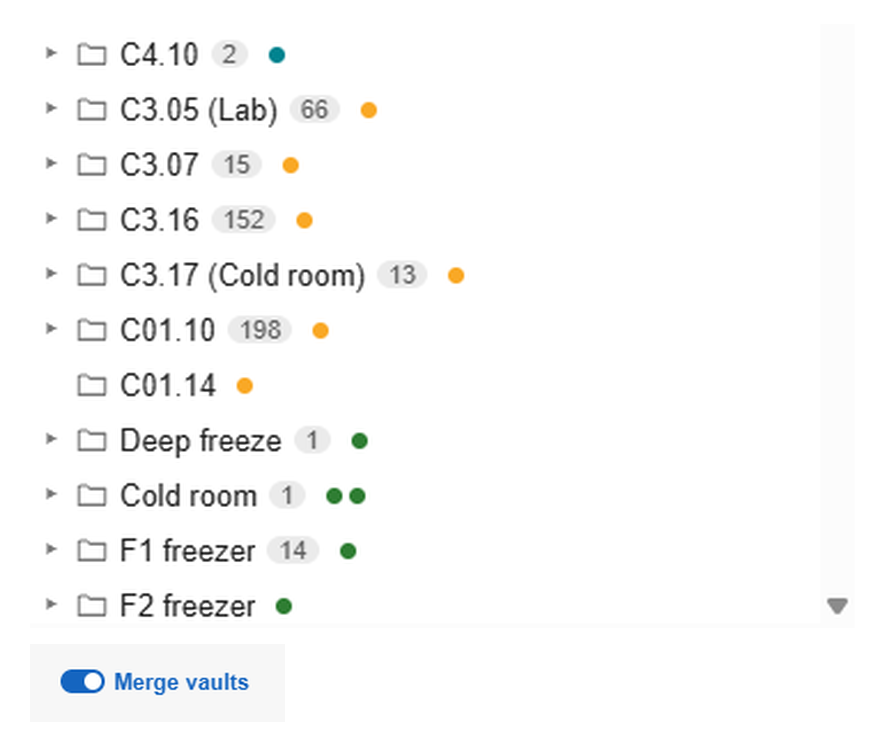 C4.10 2
C3.05 (Lab) 66
C3.07 15
C3.16 152
C3.17 (Cold room) 13
C01.10 198
C01.14
Deep freeze 1
Cold room 1
F1 freezer 14
F2 freezer
Merge vaults